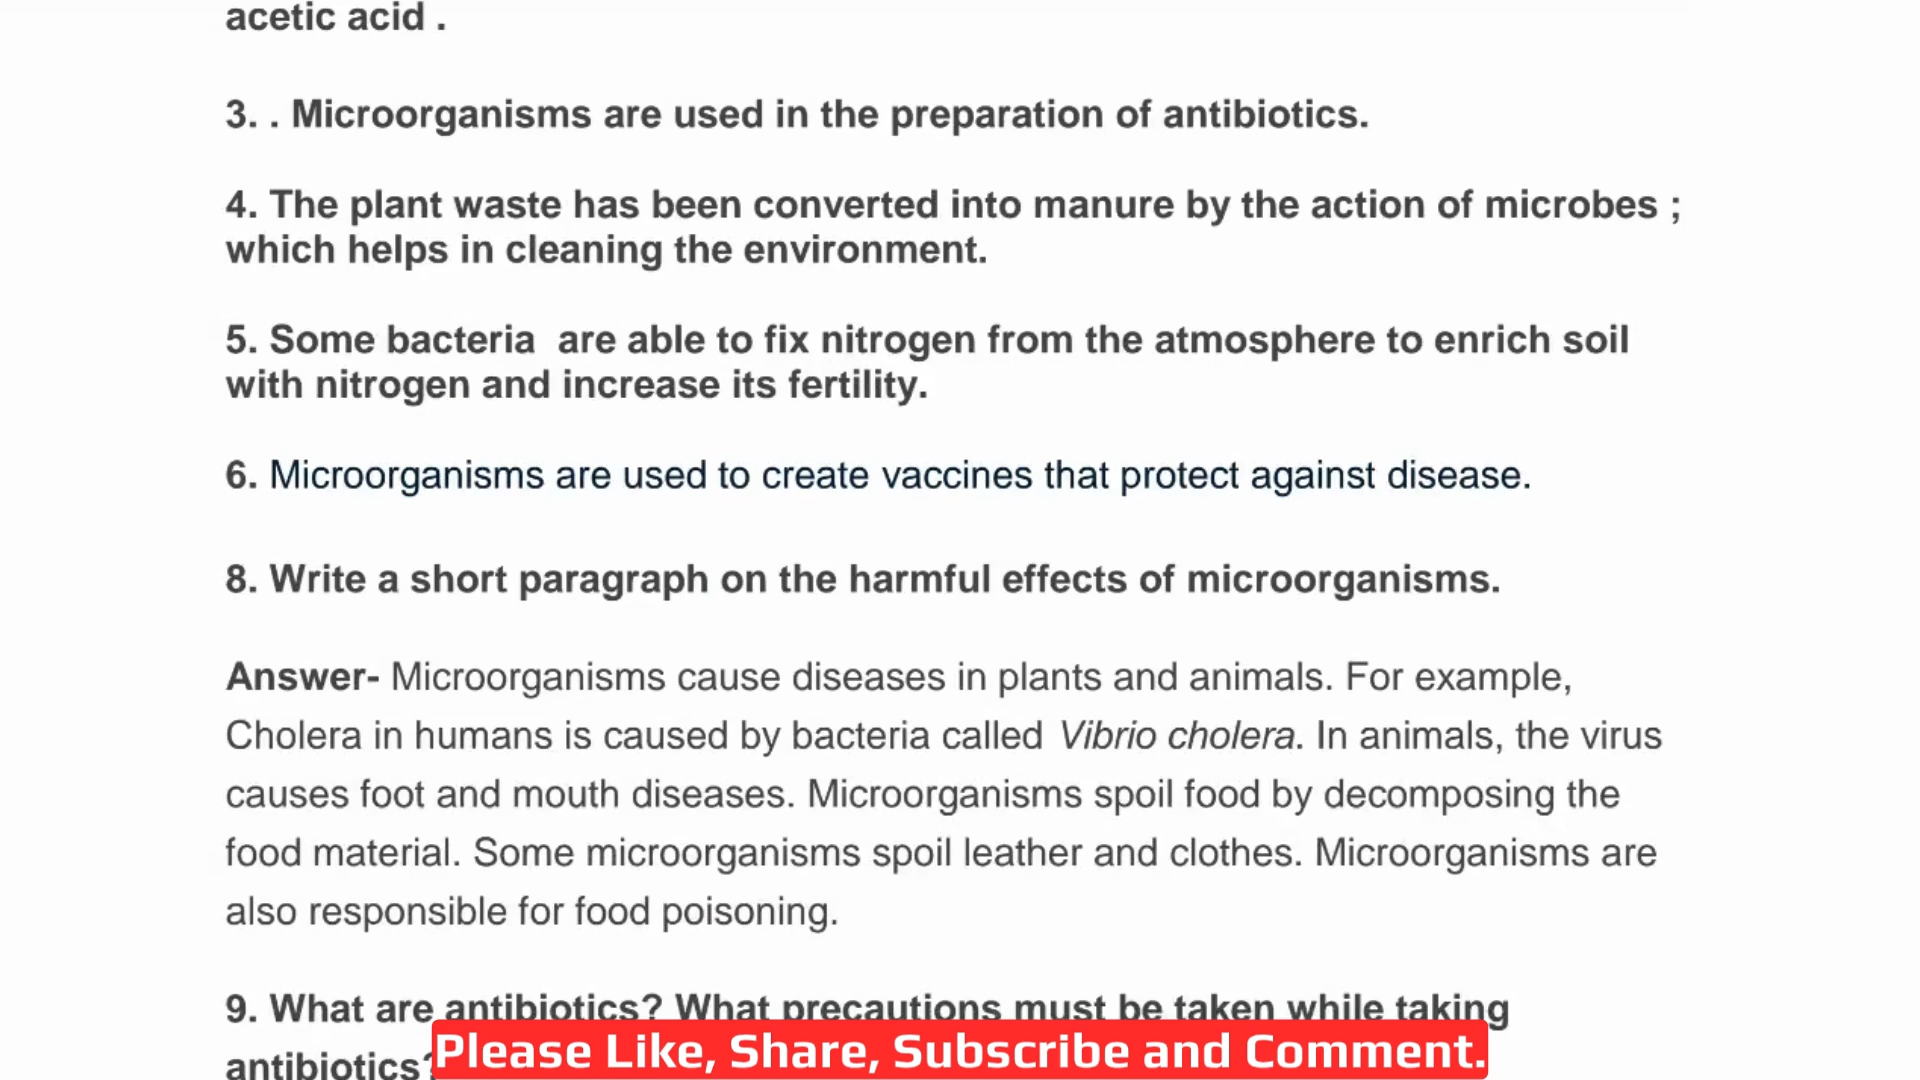 acetic acid .
3. . Microorganisms are used in the preparation of antibiotics.
4. The plant waste has been converted into manure by the action of microbes ;
which helps in cleaning the environment.
5. Some bacteria  are able to fix nitrogen from the atmosphere to enrich soil
with nitrogen and increase its fertility.
6. Microorganisms are used to create vaccines that protect against disease.
8. Write a short paragraph on the harmful effects of microorganisms.
Answer- Microorganisms cause diseases in plants and animals. For example,
Cholera in humans is caused by bacteria called Vibrio cholera. In animals, the virus
causes foot and mouth diseases. Microorganisms spoil food by decomposing the
food material. Some microorganisms spoil leather and clothes. Microorganisms are
also responsible for food poisoning.
9. What are antibiotics? What precautions must be taken while taking
antibiotics?
Please Like, Share, Subscribe and Comment.